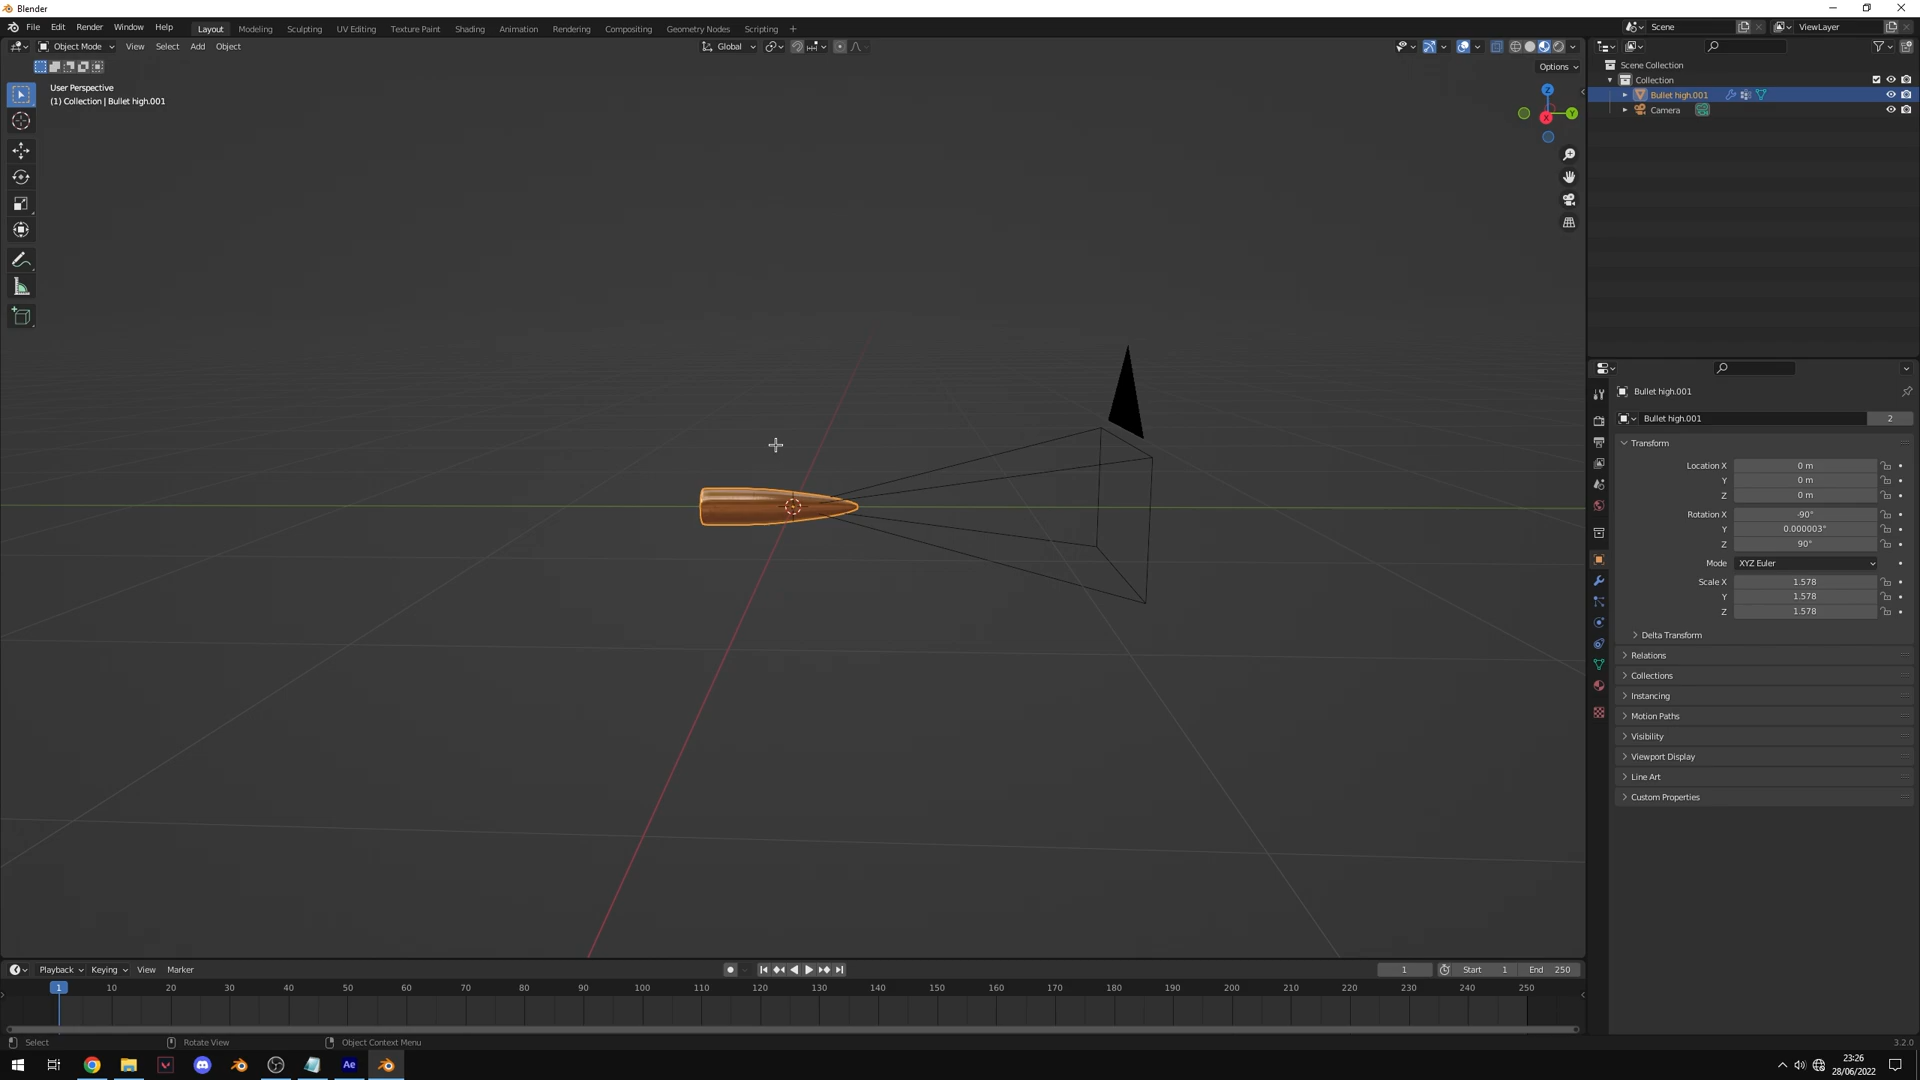 Blender
File Edit Render Window Help Layout Modeling Sculpting UV Editing Texture Paint Shading Animation Rendering Compositing Geometry Nodes Scripting + Scene ViewLayer
Object Mode View Select Add Object Global
Options
User Perspective
(1) Collection | Bullet high.001
Z
Y
X
Scene Collection
Collection
Bullet high.001
Camera
Bullet high.001
Bullet high.001 2
Transform
Location X 0 m
Y 0 m
Z 0 m
Rotation X -90°
Y 0.000003°
Z 90°
Mode XYZ Euler
Scale X 1.578
Y 1.578
Z 1.578
Delta Transform
Relations
Collections
Instancing
Motion Paths
Visibility
Viewport Display
Line Art
Custom Properties
Playback Keying View Marker 1 Start 1 End 250
1 10 20 30 40 50 60 70 80 90 100 110 120 130 140 150 160 170 180 190 200 210 220 230 240 250
Select Rotate View Object Context Menu 3.2.0
Ae
23:26
28/06/2022